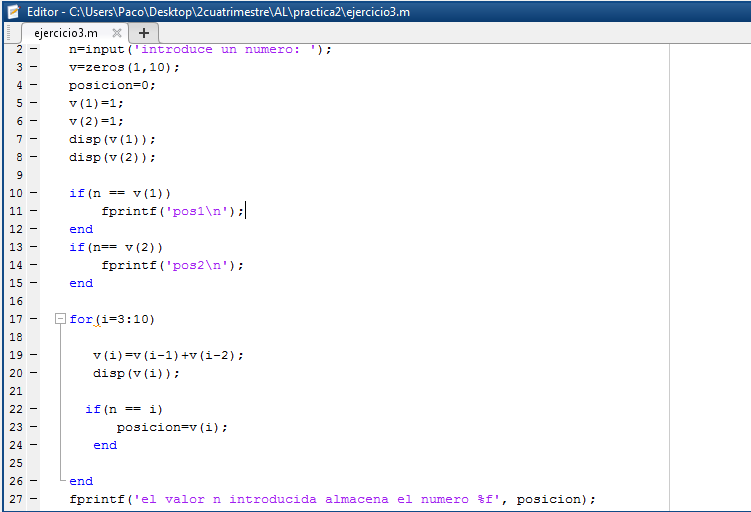 Editor - C:\Users\Paco\Desktop\2cuatrimestre\AL\practica2\ejercicio3.m
ejercicio3.m
2 - n=input('introduce un numero: ');
3 - v=zeros(1,10);
4 - posicion=0;
5 - v(1)=1;
6 - v(2)=1;
7 - disp(v(1));
8 - disp(v(2));
9
10 - if(n == v(1))
11 - fprintf('pos1\n');
12 - end
13 - if(n== v(2))
14 - fprintf('pos2\n');
15 - end
16
17 - for(i=3:10)
18
19 - v(i)=v(i-1)+v(i-2);
20 - disp(v(i));
21
22 - if(n == i)
23 - posicion=v(i);
24 - end
25
26 - end
27 - fprintf('el valor n introducida almacena el numero %f', posicion);